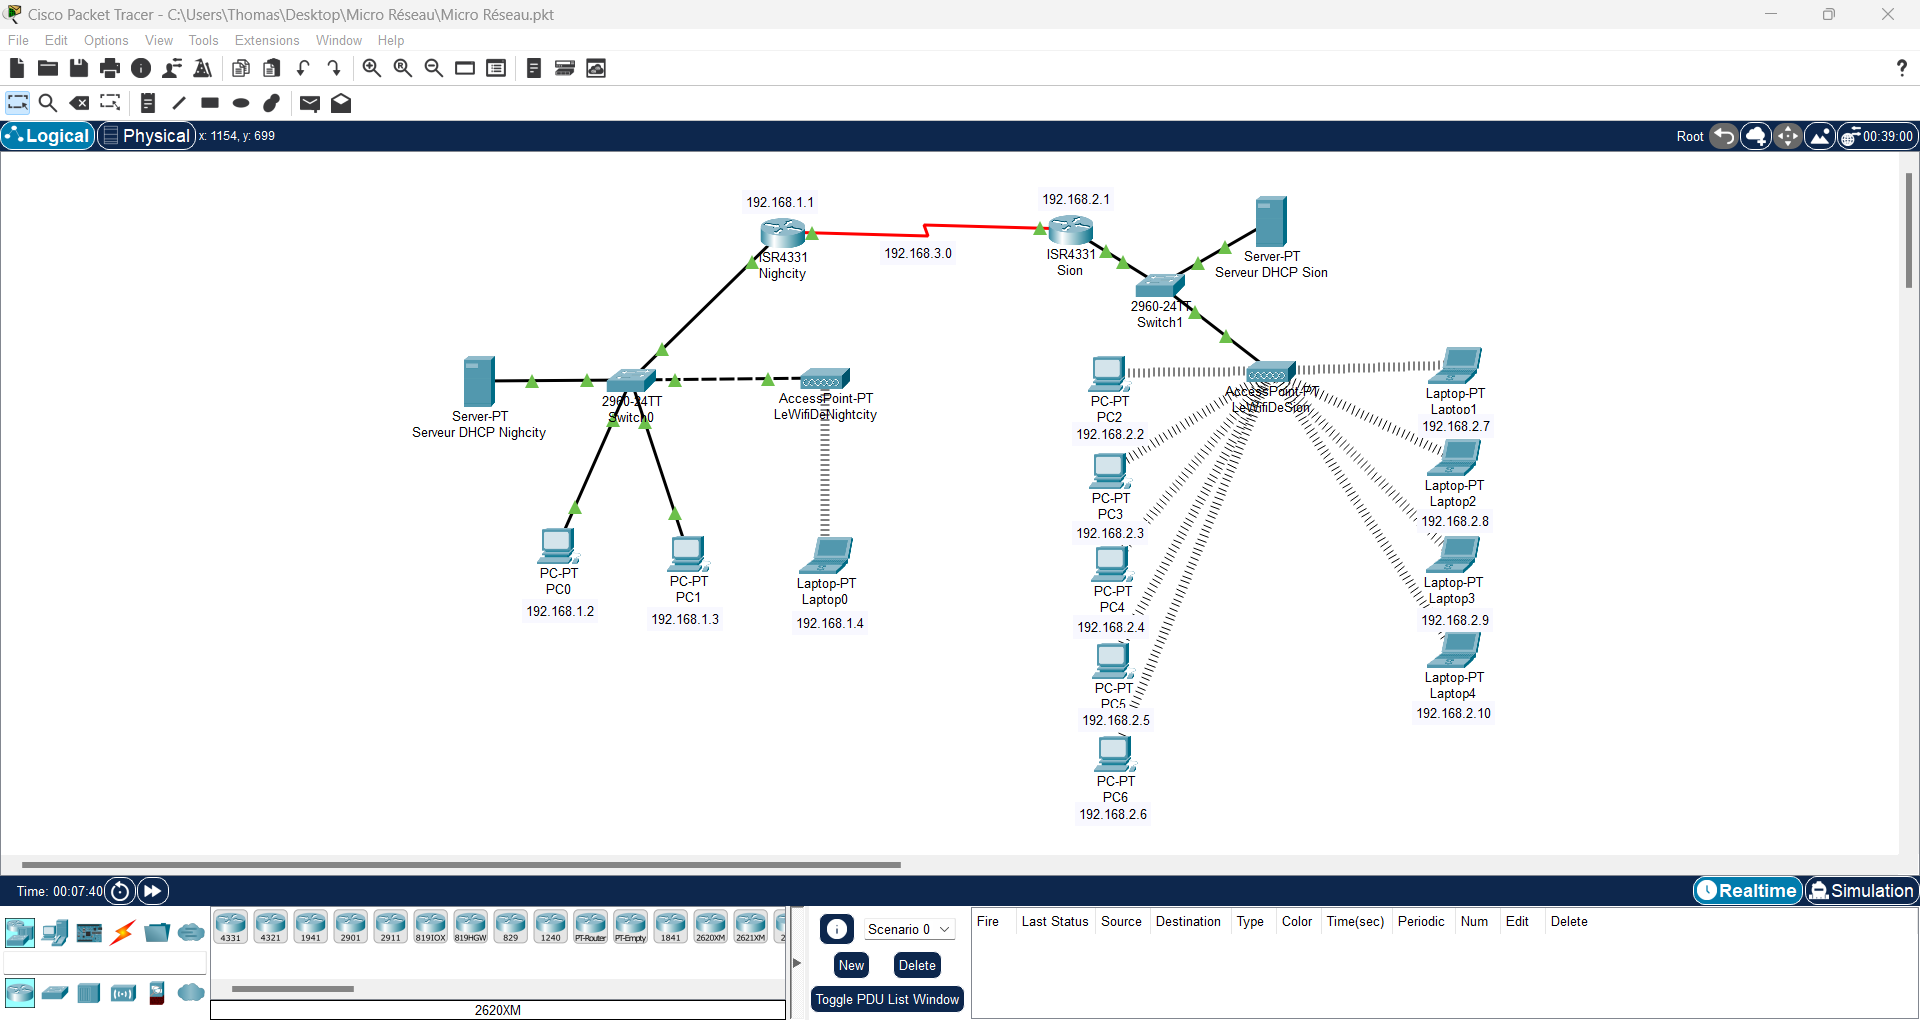 Cisco Packet Tracer - C:\Users\Thomas\Desktop\Micro Réseau\Micro Réseau.pkt
File Edit Options View Tools Extensions Window Help
?
Logical Physical x: 1154, y: 699
Root 00:39:00
192.168.1.1
192.168.2.1
192.168.3.0
ISR4331
Nighcity
ISR4331
Sion
Server-PT
Serveur DHCP Sion
2960-24TT
Switch1
Server-PT
Serveur DHCP Nighcity
2960-24TT
Switch0
AccessPoint-PT
LeWifiDeNightcity
AccessPoint-PT
LeWifiDeSion
PC-PT
PC0
192.168.1.2
PC-PT
PC1
192.168.1.3
Laptop-PT
Laptop0
192.168.1.4
PC-PT
PC2
192.168.2.2
PC-PT
PC3
192.168.2.3
PC-PT
PC4
192.168.2.4
PC-PT
PC5
192.168.2.5
PC-PT
PC6
192.168.2.6
Laptop-PT
Laptop1
192.168.2.7
Laptop-PT
Laptop2
192.168.2.8
Laptop-PT
Laptop3
192.168.2.9
Laptop-PT
Laptop4
192.168.2.10
Time: 00:07:40 Realtime Simulation
4331 4321 1941 2901 2911 819IOX 819HGW 829 1240 PT-Router PT-Empty 1841 2620XM 2621XM 2
2620XM
Scenario 0
New Delete
Toggle PDU List Window
Fire Last Status Source Destination Type Color Time(sec) Periodic Num Edit Delete